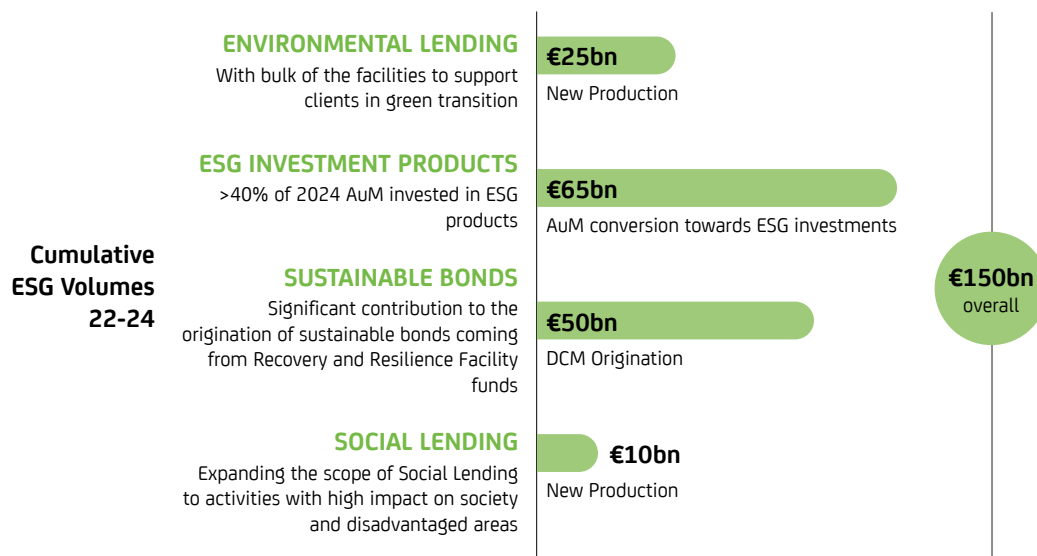 Cumulative
ESG Volumes
22-24
ENVIRONMENTAL LENDING
With bulk of the facilities to support
clients in green transition
€25bn
New Production
ESG INVESTMENT PRODUCTS
>40% of 2024 AuM invested in ESG
products
€65bn
AuM conversion towards ESG investments
SUSTAINABLE BONDS
Significant contribution to the
origination of sustainable bonds coming
from Recovery and Resilience Facility
funds
€50bn
DCM Origination
SOCIAL LENDING
Expanding the scope of Social Lending
to activities with high impact on society
and disadvantaged areas
€10bn
New Production
€150bn
overall